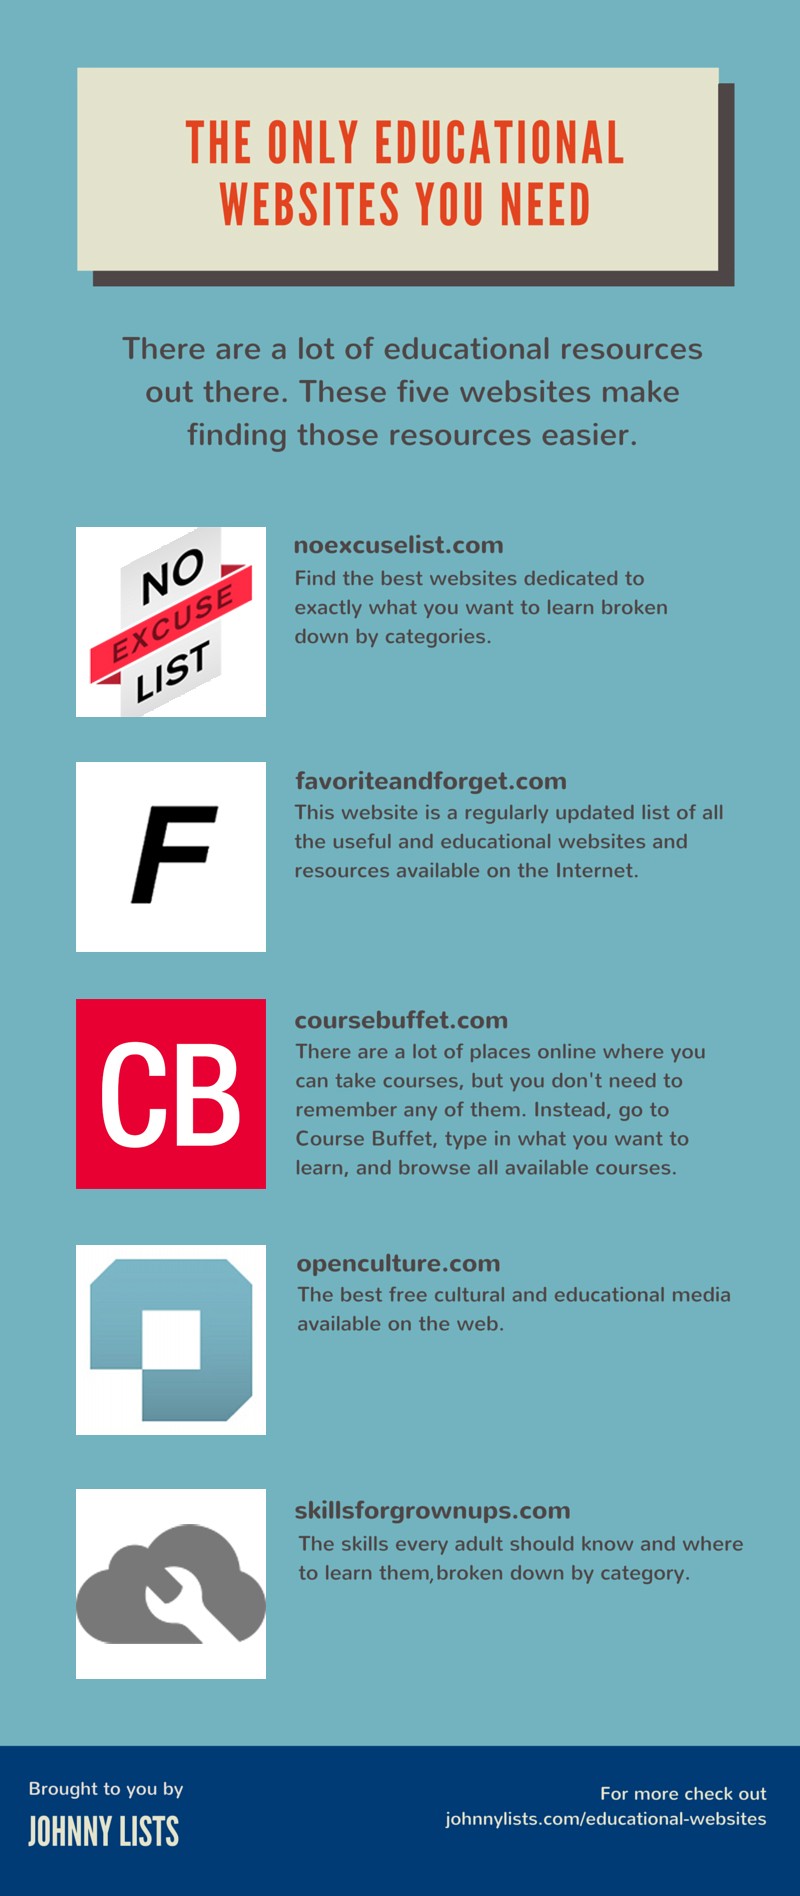 THE ONLY EDUCATIONAL
WEBSITES YOU NEED
There are a lot of educational resources
out there. These five websites make
finding those resources easier.
NO
EXCUSE
LIST
noexcuselist.com
Find the best websites dedicated to
exactly what you want to learn broken
down by categories.
F
favoriteandforget.com
This website is a regularly updated list of all
the useful and educational websites and
resources available on the Internet.
CB
coursebuffet.com
There are a lot of places online where you
can take courses, but you don't need to
remember any of them. Instead, go to
Course Buffet, type in what you want to
learn, and browse all available courses.
openculture.com
The best free cultural and educational media
available on the web.
skillsforgrownups.com
The skills every adult should know and where
to learn them,broken down by category.
Brought to you by
JOHNNY LISTS
For more check out
johnnylists.com/educational-websites